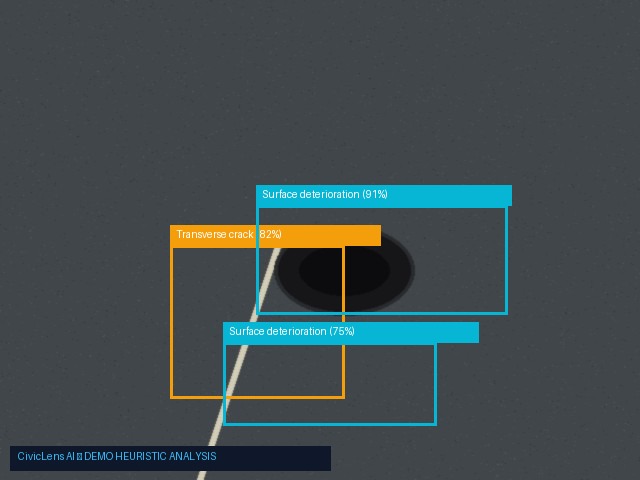 Surface deterioration (91%)
Transverse crack (82%)
Surface deterioration (75%)
CivicLens AI DEMO HEURISTIC ANALYSIS